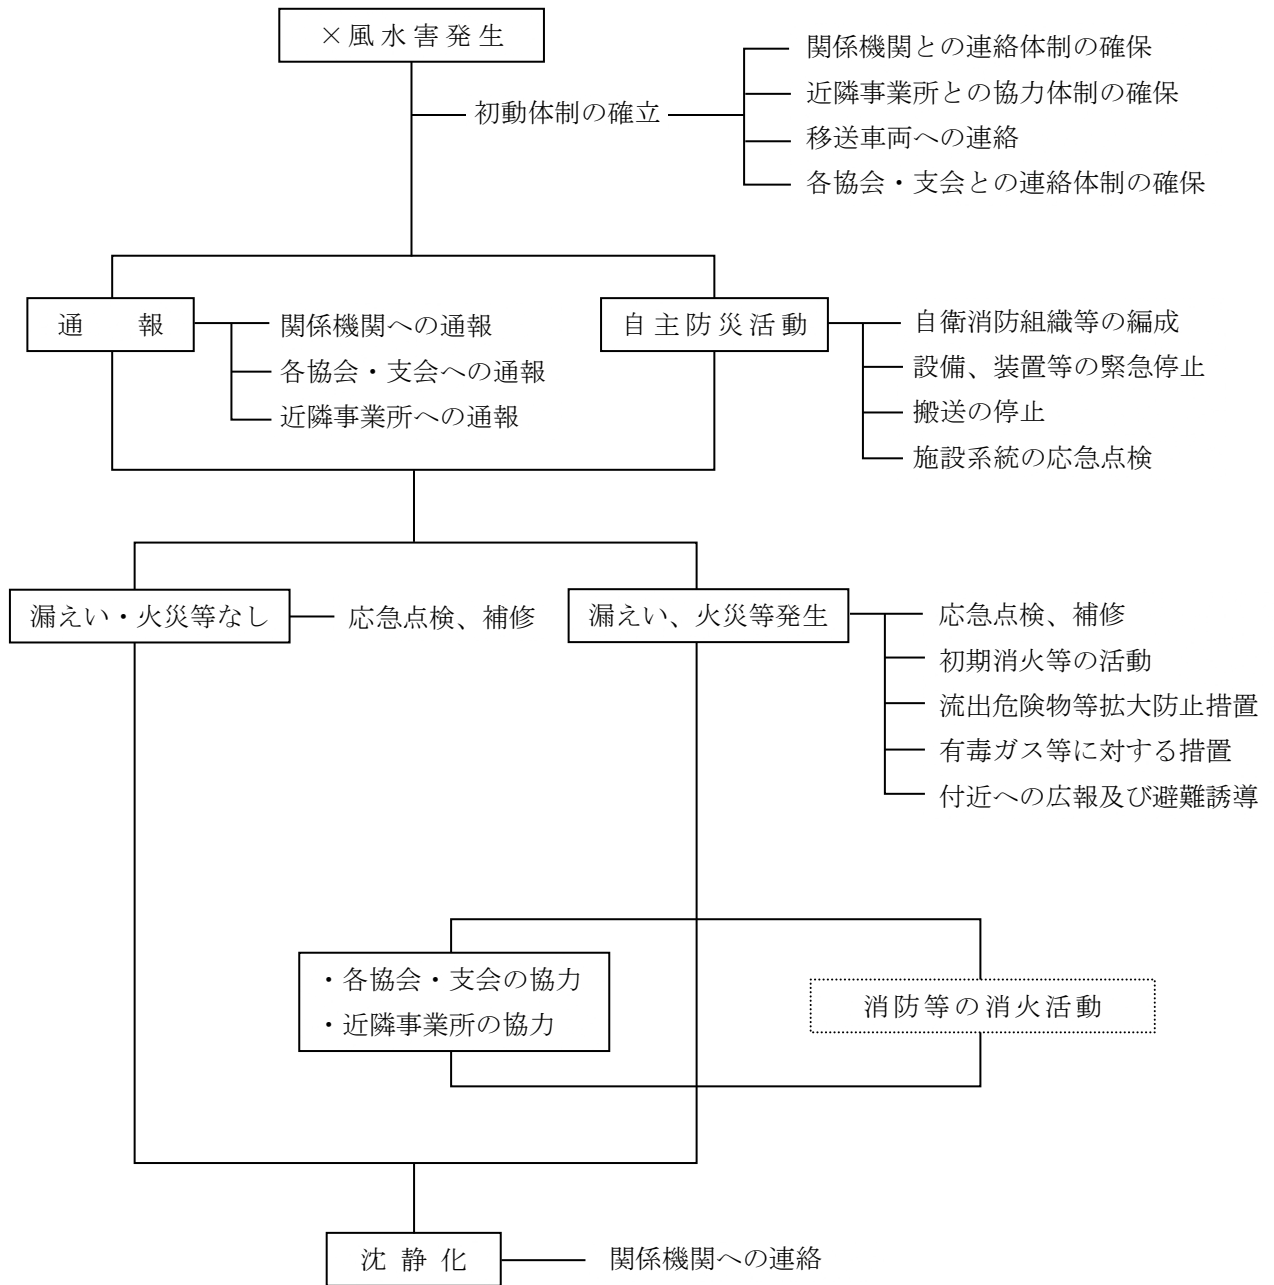 ×風水害発生
初動体制の確立
関係機関との連絡体制の確保
近隣事業所との協力体制の確保
移送車両への連絡
各協会・支会との連絡体制の確保
通　報
関係機関への通報
各協会・支会への通報
近隣事業所への通報
自主防災活動
自衛消防組織等の編成
設備、装置等の緊急停止
搬送の停止
施設系統の応急点検
漏えい・火災等なし
応急点検、補修
漏えい、火災等発生
応急点検、補修
初期消火等の活動
流出危険物等拡大防止措置
有毒ガス等に対する措置
付近への広報及び避難誘導
・各協会・支会の協力
・近隣事業所の協力
消防等の消火活動
沈静化
関係機関への連絡